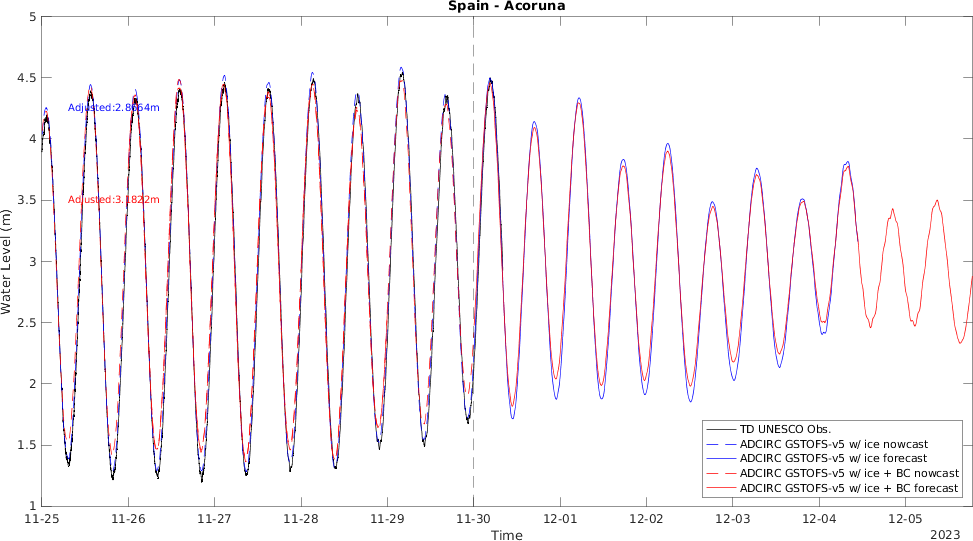 Spain - Acoruna
5
4.5
4
3.5
3
2.5
2
1.5
1
Water Level (m)
Adjusted:2.8664m
Adjusted:3.1822m
TD UNESCO Obs.
ADCIRC GSTOFS-v5 w/ ice nowcast
ADCIRC GSTOFS-v5 w/ ice forecast
ADCIRC GSTOFS-v5 w/ ice + BC nowcast
ADCIRC GSTOFS-v5 w/ ice + BC forecast
11-25 11-26 11-27 11-28 11-29 11-30 12-01 12-02 12-03 12-04 12-05
Time
2023